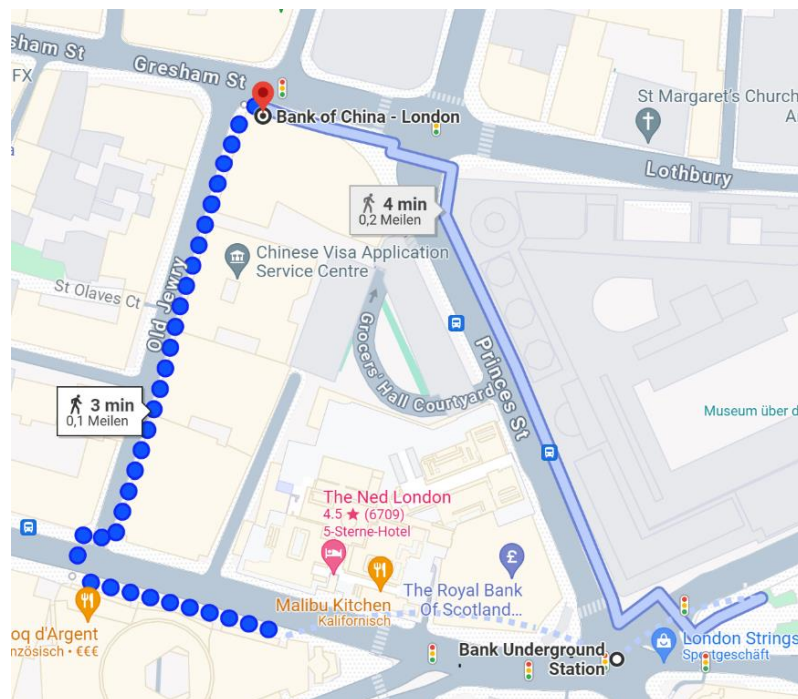 sham St
Gresham St
FX
Bank of China - London
St Margaret's Church
A
Lothbury
4 min
0,2 Meilen
Chinese Visa Application
Service Centre
St Olaves Ct
Old Jewry
Grocers' Hall Courtyard
Princes St
3 min
0,1 Meilen
Museum über d
The Ned London
4.5 ★ (6709)
5-Sterne-Hotel
£
Malibu Kitchen
Kalifornisch
The Royal Bank
Of Scotland...
oq d'Argent
nzösisch • €€€
Bank Underground
Station
London Strings
Sportgeschäft